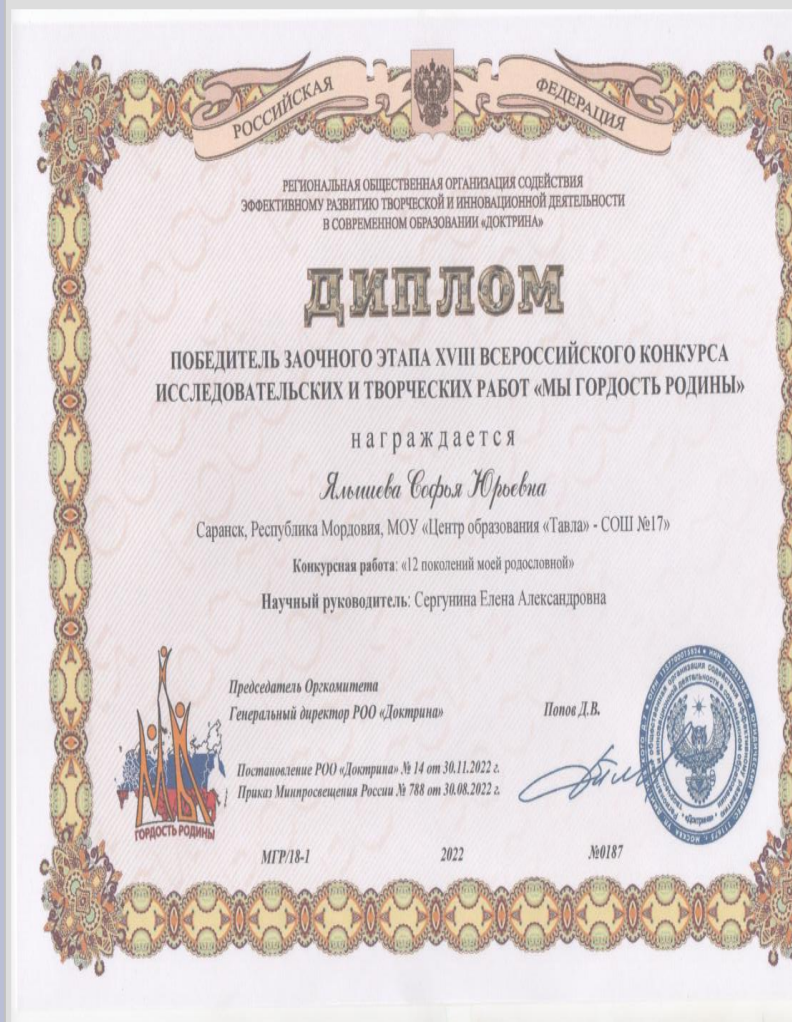 РОССИЙСКАЯ ФЕДЕРАЦИЯ
РЕГИОНАЛЬНАЯ ОБЩЕСТВЕННАЯ ОРГАНИЗАЦИЯ СОДЕЙСТВИЯ
ЭФФЕКТИВНОМУ РАЗВИТИЮ ТВОРЧЕСКОЙ И ИННОВАЦИОННОЙ ДЕЯТЕЛЬНОСТИ
В СОВРЕМЕННОМ ОБРАЗОВАНИИ «ДОКТРИНА»
ДИПЛОМ
ПОБЕДИТЕЛЬ ЗАОЧНОГО ЭТАПА XVIII ВСЕРОССИЙСКОГО КОНКУРСА
ИССЛЕДОВАТЕЛЬСКИХ И ТВОРЧЕСКИХ РАБОТ «МЫ ГОРДОСТЬ РОДИНЫ»
награждается
Ялышева Софья Юрьевна
Саранск, Республика Мордовия, МОУ «Центр образования «Тавла» - СОШ №17»
Конкурсная работа: «12 поколений моей родословной»
Научный руководитель: Сергунина Елена Александровна
Председатель Оргкомитета
Генеральный директор РОО «Доктрина» Попов Д.В.
Постановление РОО «Доктрина» № 14 от 30.11.2022 г.
Приказ Минпросвещения России № 788 от 30.08.2022 г.
МЫ
ГОРДОСТЬ РОДИНЫ
МГР/18-1 2022 №0187